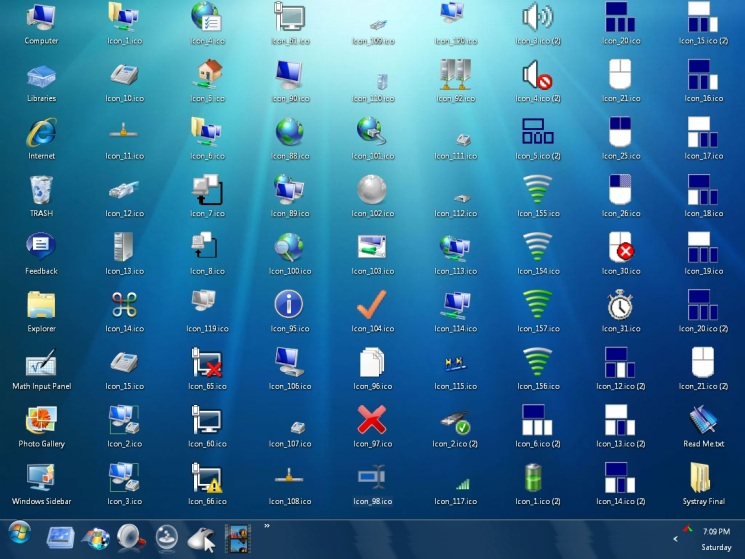 Computer Icon_1.ico Icon_4.ico Icon_61.ico Icon_109.ico Icon_120.ico Icon_3.ico (2) Icon_20.ico Icon_15.ico (2)
Libraries Icon_10.ico Icon_5.ico Icon_90.ico Icon_110.ico Icon_92.ico Icon_4.ico (2) Icon_21.ico Icon_16.ico
Internet Icon_11.ico Icon_6.ico Icon_88.ico Icon_101.ico Icon_111.ico Icon_5.ico (2) Icon_25.ico Icon_17.ico
TRASH Icon_12.ico Icon_7.ico Icon_89.ico Icon_102.ico Icon_112.ico Icon_155.ico Icon_26.ico Icon_18.ico
Feedback Icon_13.ico Icon_8.ico Icon_100.ico Icon_103.ico Icon_113.ico Icon_154.ico Icon_30.ico Icon_19.ico
Explorer Icon_14.ico Icon_119.ico Icon_95.ico Icon_104.ico Icon_114.ico Icon_157.ico Icon_31.ico Icon_20.ico (2)
Math Input Panel Icon_15.ico Icon_65.ico Icon_106.ico Icon_96.ico Icon_115.ico Icon_156.ico Icon_12.ico (2) Icon_21.ico (2)
Photo Gallery Icon_2.ico Icon_60.ico Icon_107.ico Icon_97.ico Icon_2.ico (2) Icon_6.ico (2) Icon_13.ico (2) Read Me.txt
Windows Sidebar Icon_3.ico Icon_66.ico Icon_108.ico Icon_98.ico Icon_117.ico Icon_1.ico (2) Icon_14.ico (2) Systray Final
7:09 PM
Saturday